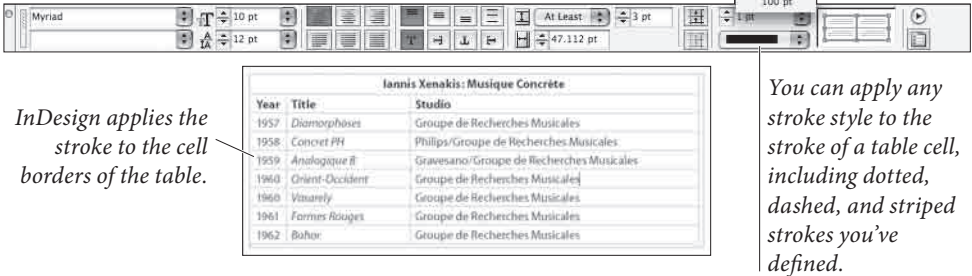 100 pt
Myriad
10 pt
At Least
3 pt
1 pt
12 pt
47.112 pt
InDesign applies the
stroke to the cell
borders of the table.
Iannis Xenakis: Musique Concrète
Year Title Studio
1957 Diamorphoses Groupe de Recherches Musicales
1958 Concret PH Philips/Groupe de Recherches Musicales
1959 Analogique B Gravesano/Groupe de Recherches Musicales
1960 Orient-Occident Groupe de Recherches Musicales
1960 Vasarely Groupe de Recherches Musicales
1961 Formes Rouges Groupe de Recherches Musicales
1962 Bohor Groupe de Recherches Musicales
You can apply any
stroke style to the
stroke of a table cell,
including dotted,
dashed, and striped
strokes you've
defined.